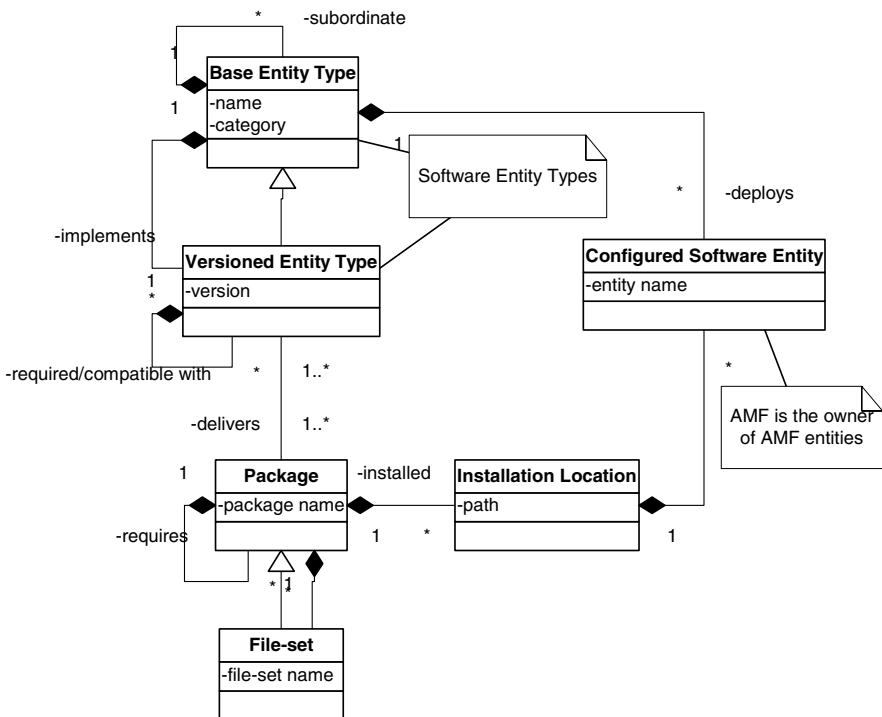 *
-subordinate
1
Base Entity Type
1
-name
-category
1
Software Entity Types
*
-deploys
-implements
Versioned Entity Type
Configured Software Entity
1
-version
-entity name
*
-required/compatible with
*
1..*
*
-delivers
1..*
AMF is the owner
of AMF entities
1
Package
-installed
Installation Location
-package name
-path
-requires
1
*
1
*
1
*
File-set
-file-set name